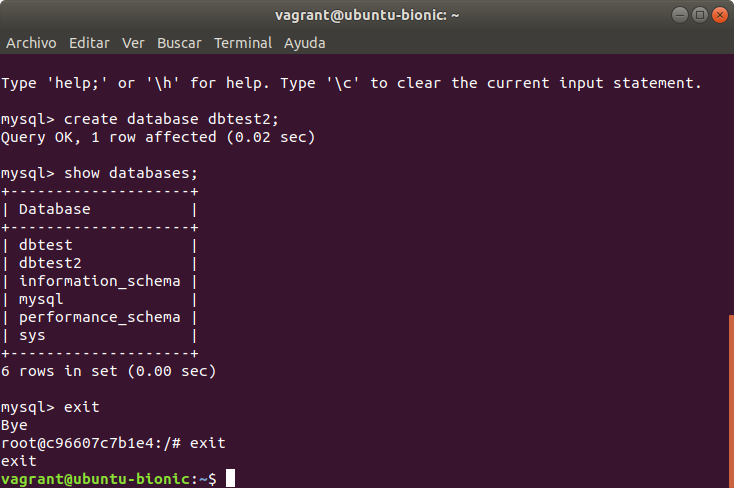 vagrant@ubuntu-bionic: ~
Archivo Editar Ver Buscar Terminal Ayuda
Type 'help;' or '\h' for help. Type '\c' to clear the current input statement.
mysql> create database dbtest2;
Query OK, 1 row affected (0.02 sec)
mysql> show databases;
+--------------------+
| Database           |
+--------------------+
| dbtest             |
| dbtest2            |
| information_schema |
| mysql              |
| performance_schema |
| sys                |
+--------------------+
6 rows in set (0.00 sec)
mysql> exit
Bye
root@c96607c7b1e4:/# exit
exit
vagrant@ubuntu-bionic:~$